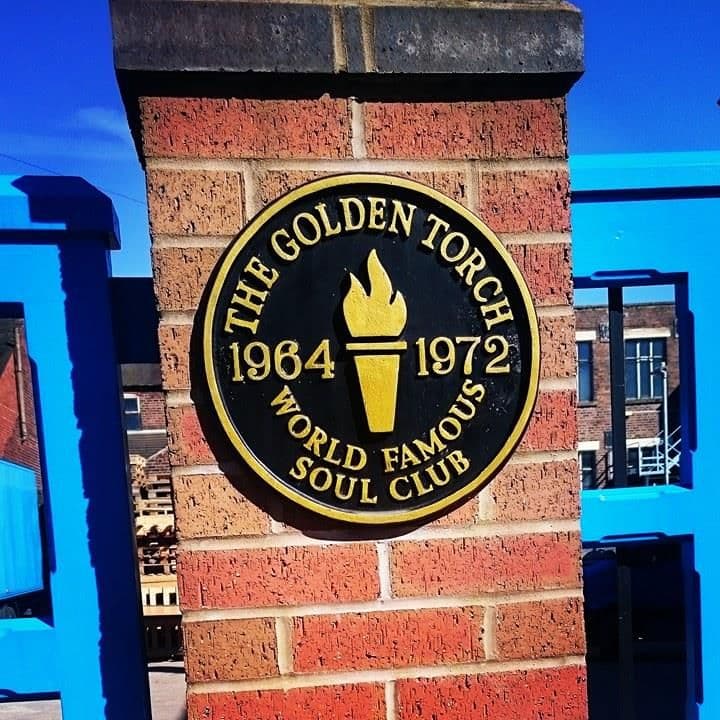 THE GOLDEN TORCH
1964 1972
WORLD FAMOUS
SOUL CLUB